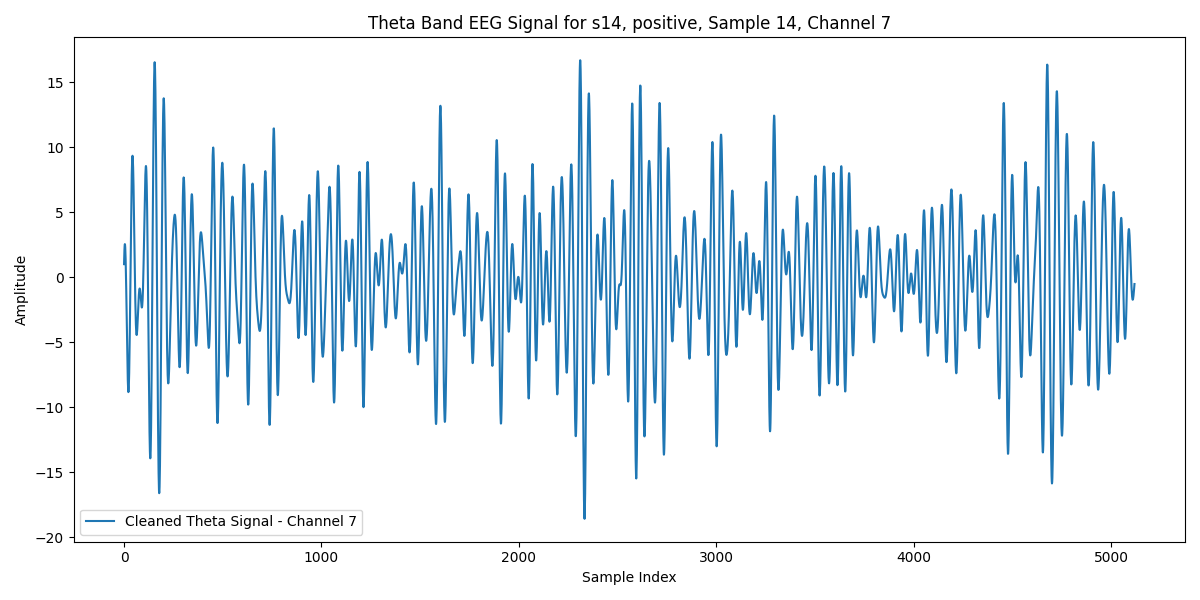 Theta Band EEG Signal for s14, positive, Sample 14, Channel 7
Amplitude
15
10
5
0
−5
−10
−15
−20
Cleaned Theta Signal - Channel 7
0 1000 2000 3000 4000 5000
Sample Index